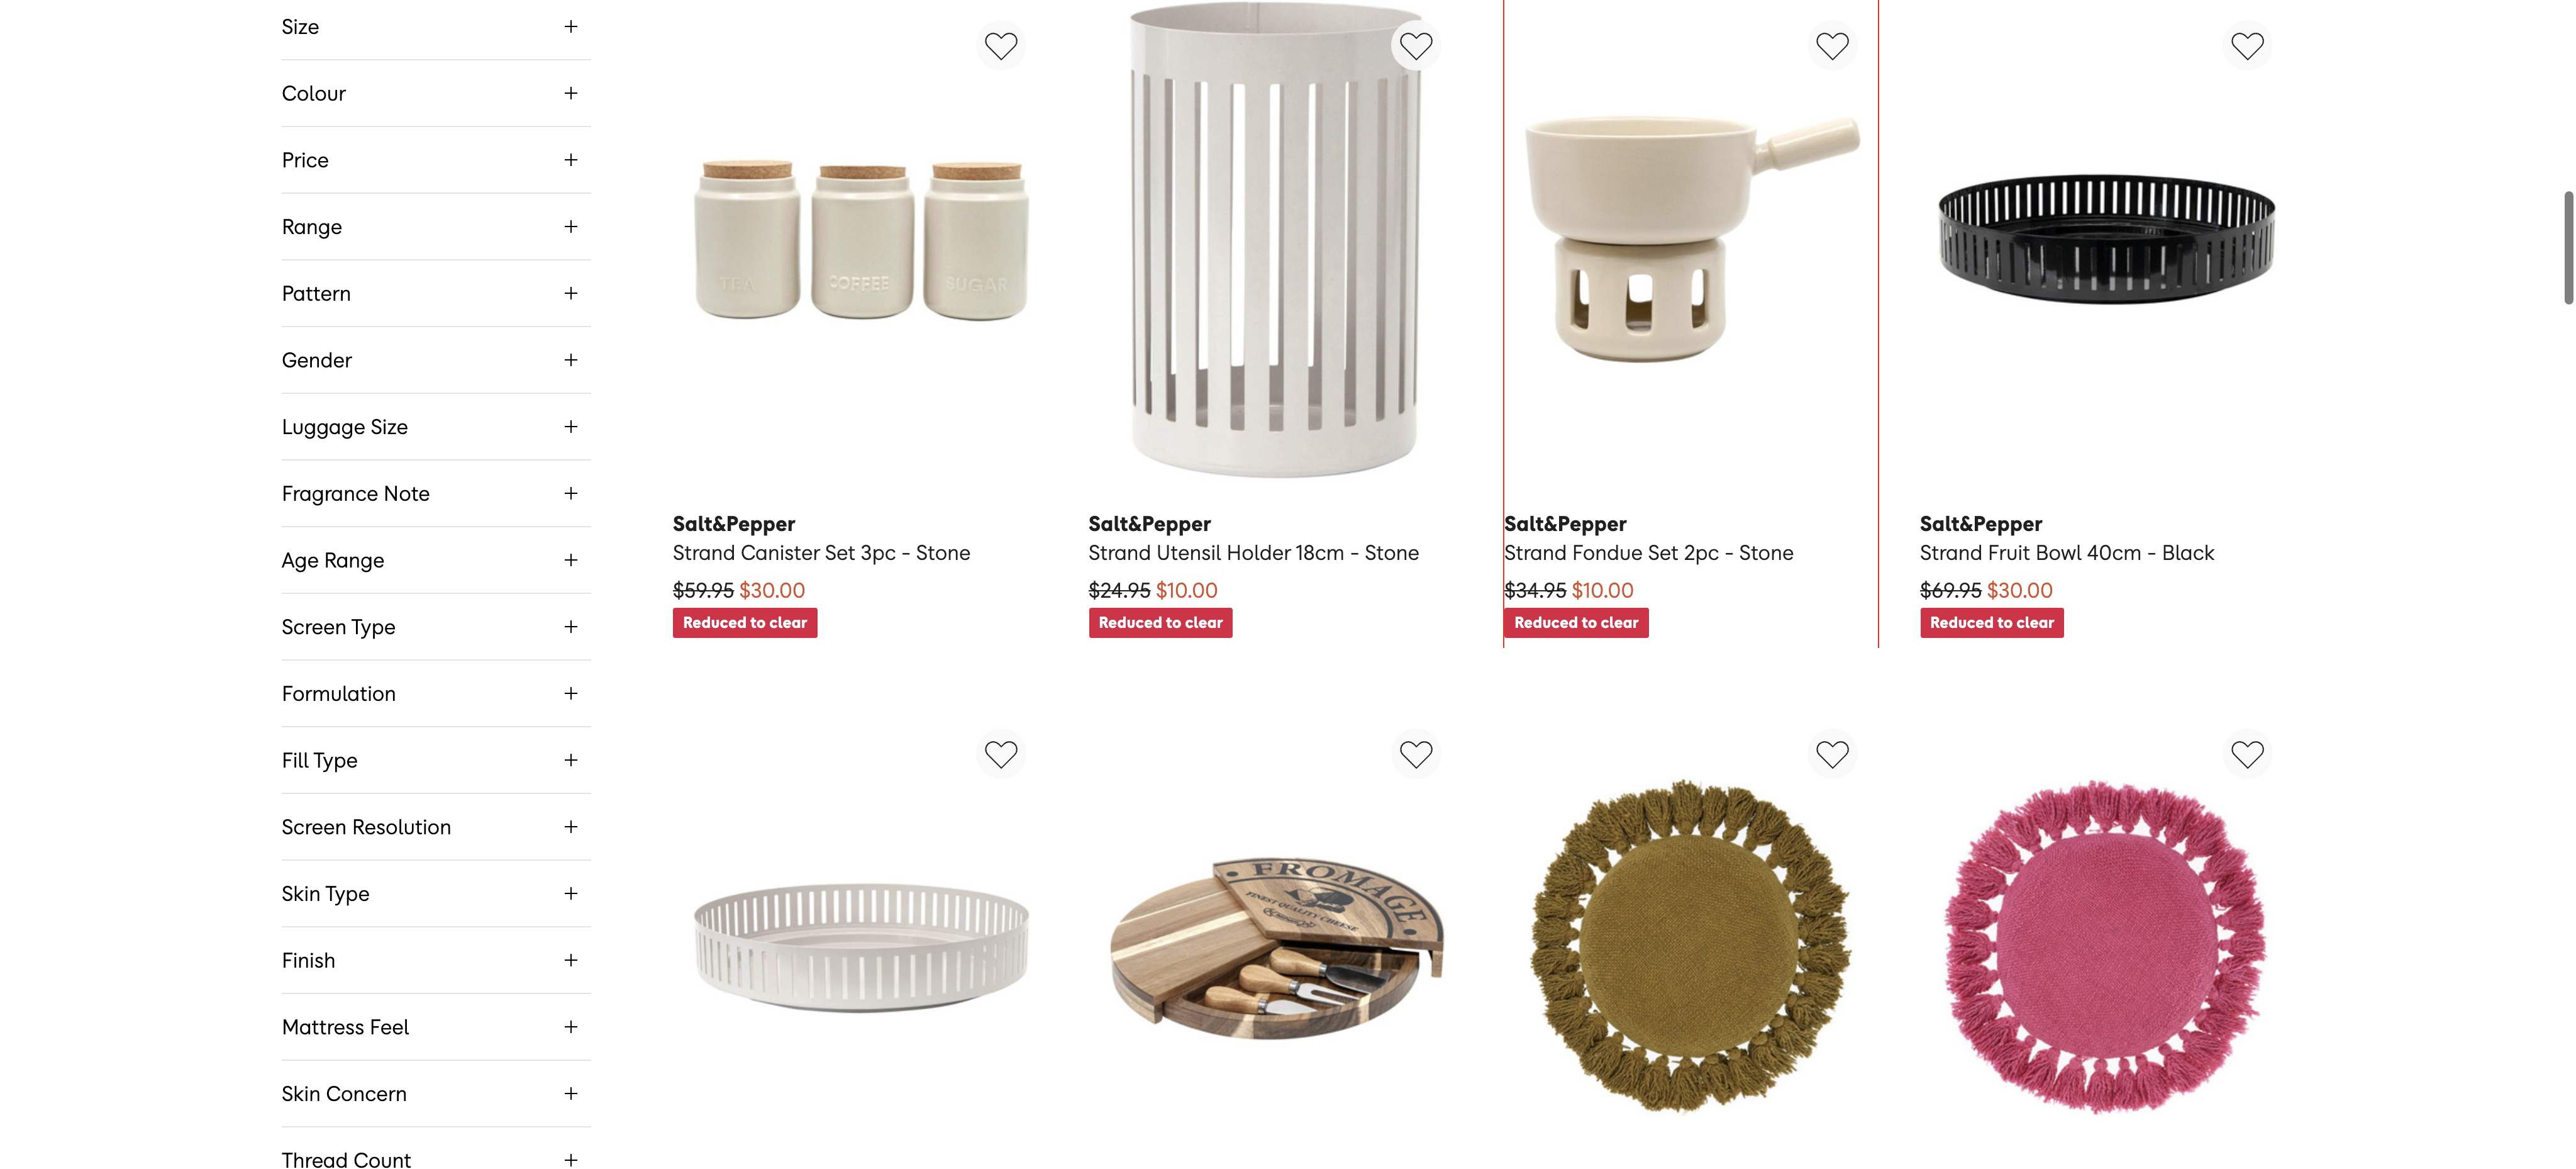 Size
Colour
Price
Range
Pattern
Gender
Luggage Size
Fragrance Note
Age Range
Screen Type
Formulation
Fill Type
Screen Resolution
Skin Type
Finish
Mattress Feel
Skin Concern
Thread Count
TEA
COFFEE
SUGAR
Salt&Pepper
Strand Canister Set 3pc - Stone
$59.95 $30.00
Reduced to clear
Salt&Pepper
Strand Utensil Holder 18cm - Stone
$24.95 $10.00
Reduced to clear
Salt&Pepper
Strand Fondue Set 2pc - Stone
$34.95 $10.00
Reduced to clear
Salt&Pepper
Strand Fruit Bowl 40cm - Black
$69.95 $30.00
Reduced to clear
FROMAGE
FINEST QUALITY CHEESE